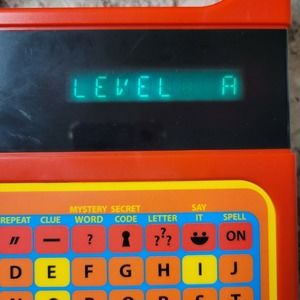 LEVEL A
MYSTERY SECRET SAY
REPEAT CLUE WORD CODE LETTER IT SPELL
// — ? ? ? ? ON
D E F G H I J